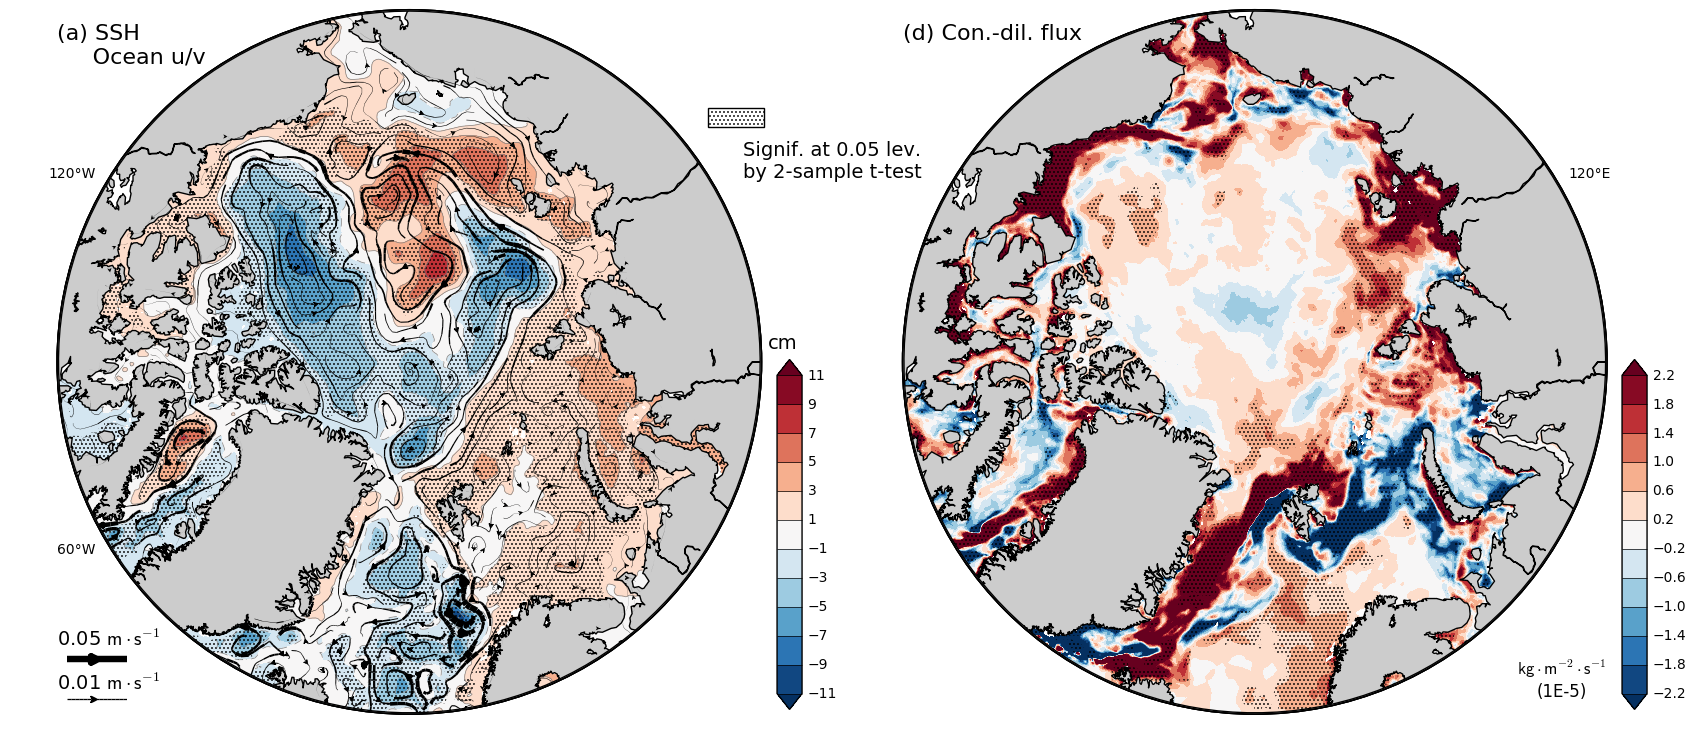 (a) SSH
Ocean u/v
(d) Con.-dil. flux
Signif. at 0.05 lev.
by 2-sample t-test
120°W
120°E
60°W
cm
11
9
7
5
3
1
−1
−3
−5
−7
−9
−11
0.05 m · s⁻¹
0.01 m · s⁻¹
2.2
1.8
1.4
1.0
0.6
0.2
−0.2
−0.6
−1.0
−1.4
−1.8
−2.2
kg · m⁻² · s⁻¹
(1E-5)